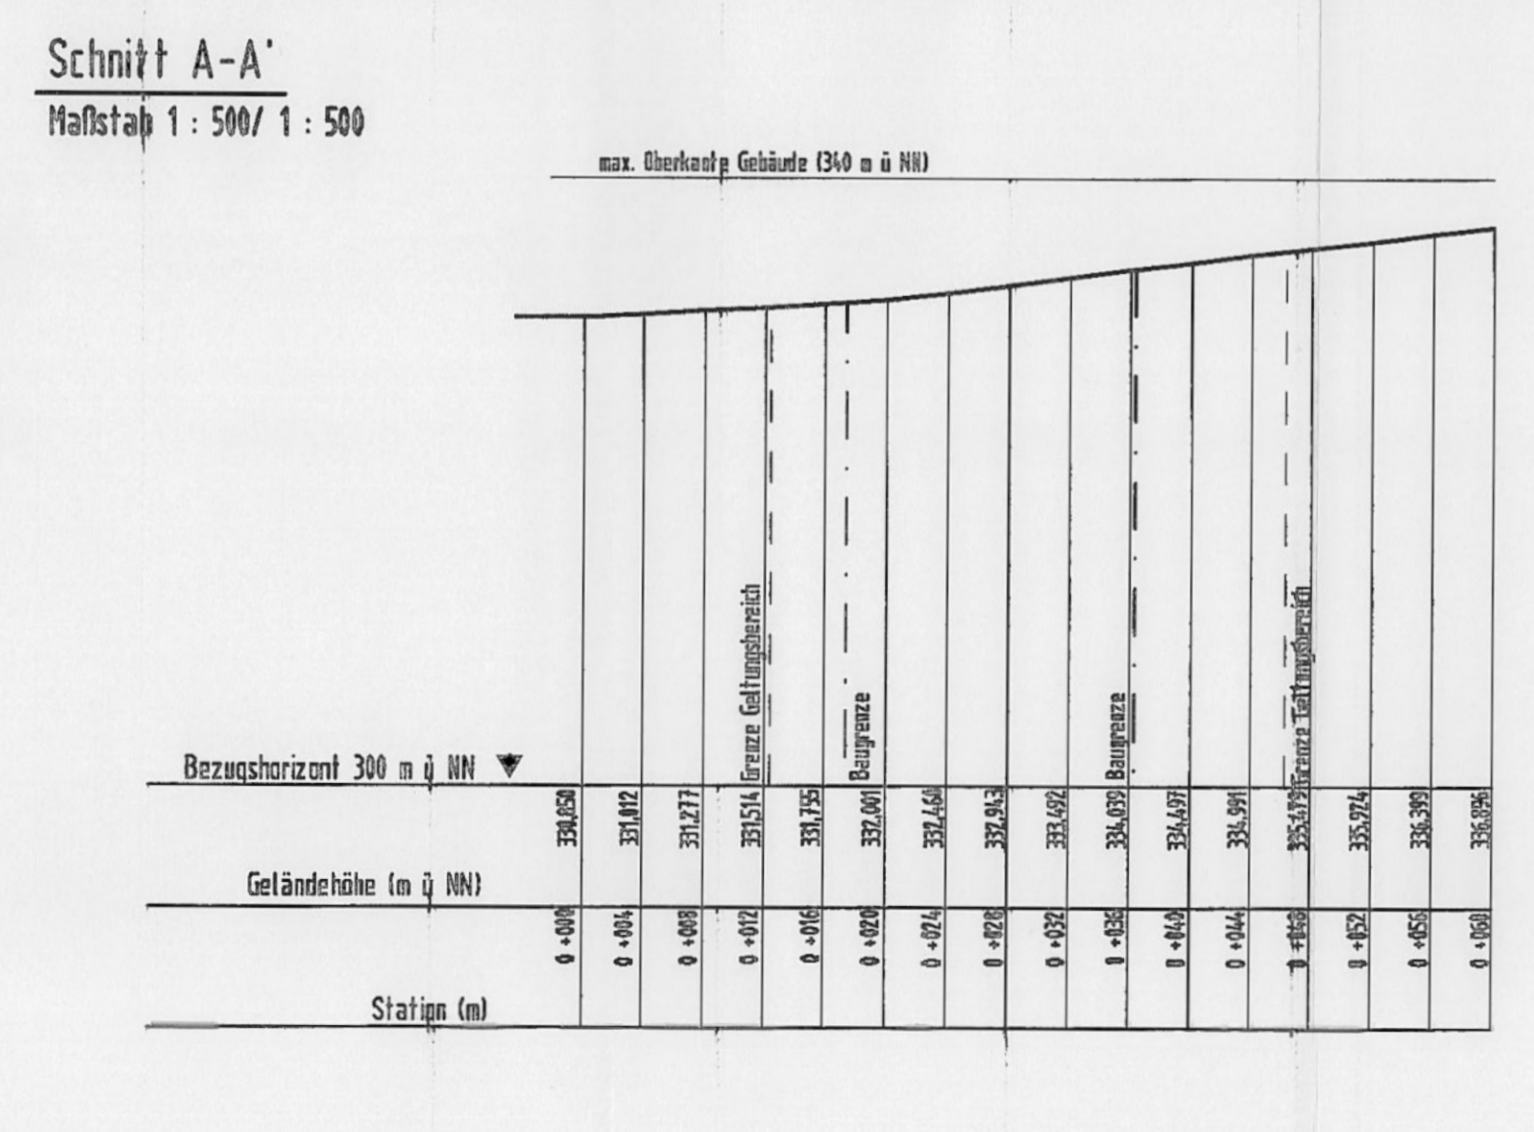 Schnitt A-A'
Maßstab 1 : 500/ 1 : 500
max. Oberkante Gebäude (340 m ü NN)
Grenze Geltungsbereich
Baugrenze
Baugrenze
Grenze Geltungsbereich
Bezugshorizont 300 m ü NN
330,850 331,012 331,277 331,514 331,755 332,001 332,460 332,943 333,492 334,039 334,497 334,991 335,924 336,399 336,896
Geländehöhe (m ü NN)
0 +000 0 +004 0 +008 0 +012 0 +016 0 +020 0 +024 0 +028 0 +032 0 +036 0 +040 0 +044 0 +048 0 +052 0 +056 0 +060
Station (m)